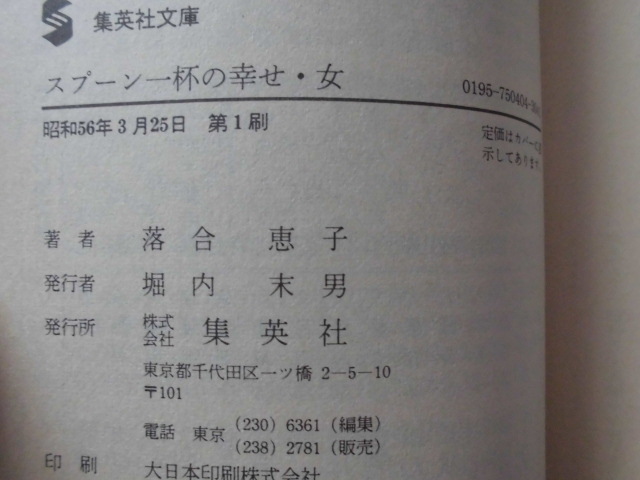 集英社文庫
スプーン一杯の幸せ・女
0195-750404-
昭和56年3月25日 第1刷
定価はカバーに
示してあります。
著者 落合恵子
発行者 堀内末男
発行所 株式会社 集英社
東京都千代田区一ツ橋 2-5-10
〒101
電話 東京 (230) 6361 (編集)
(238) 2781 (販売)
印刷 大日本印刷株式会社